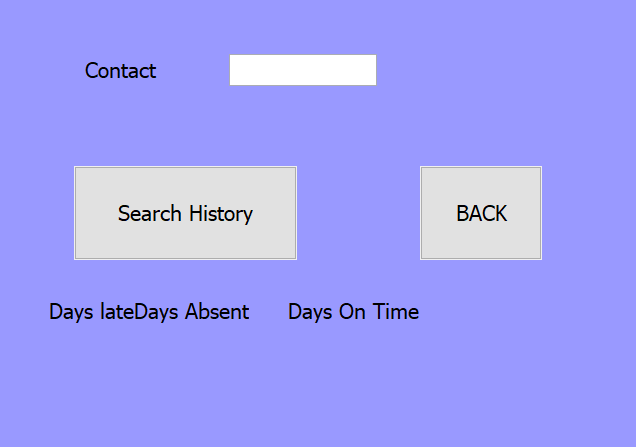 Contact
Search History
BACK
Days lateDays Absent
Days On Time